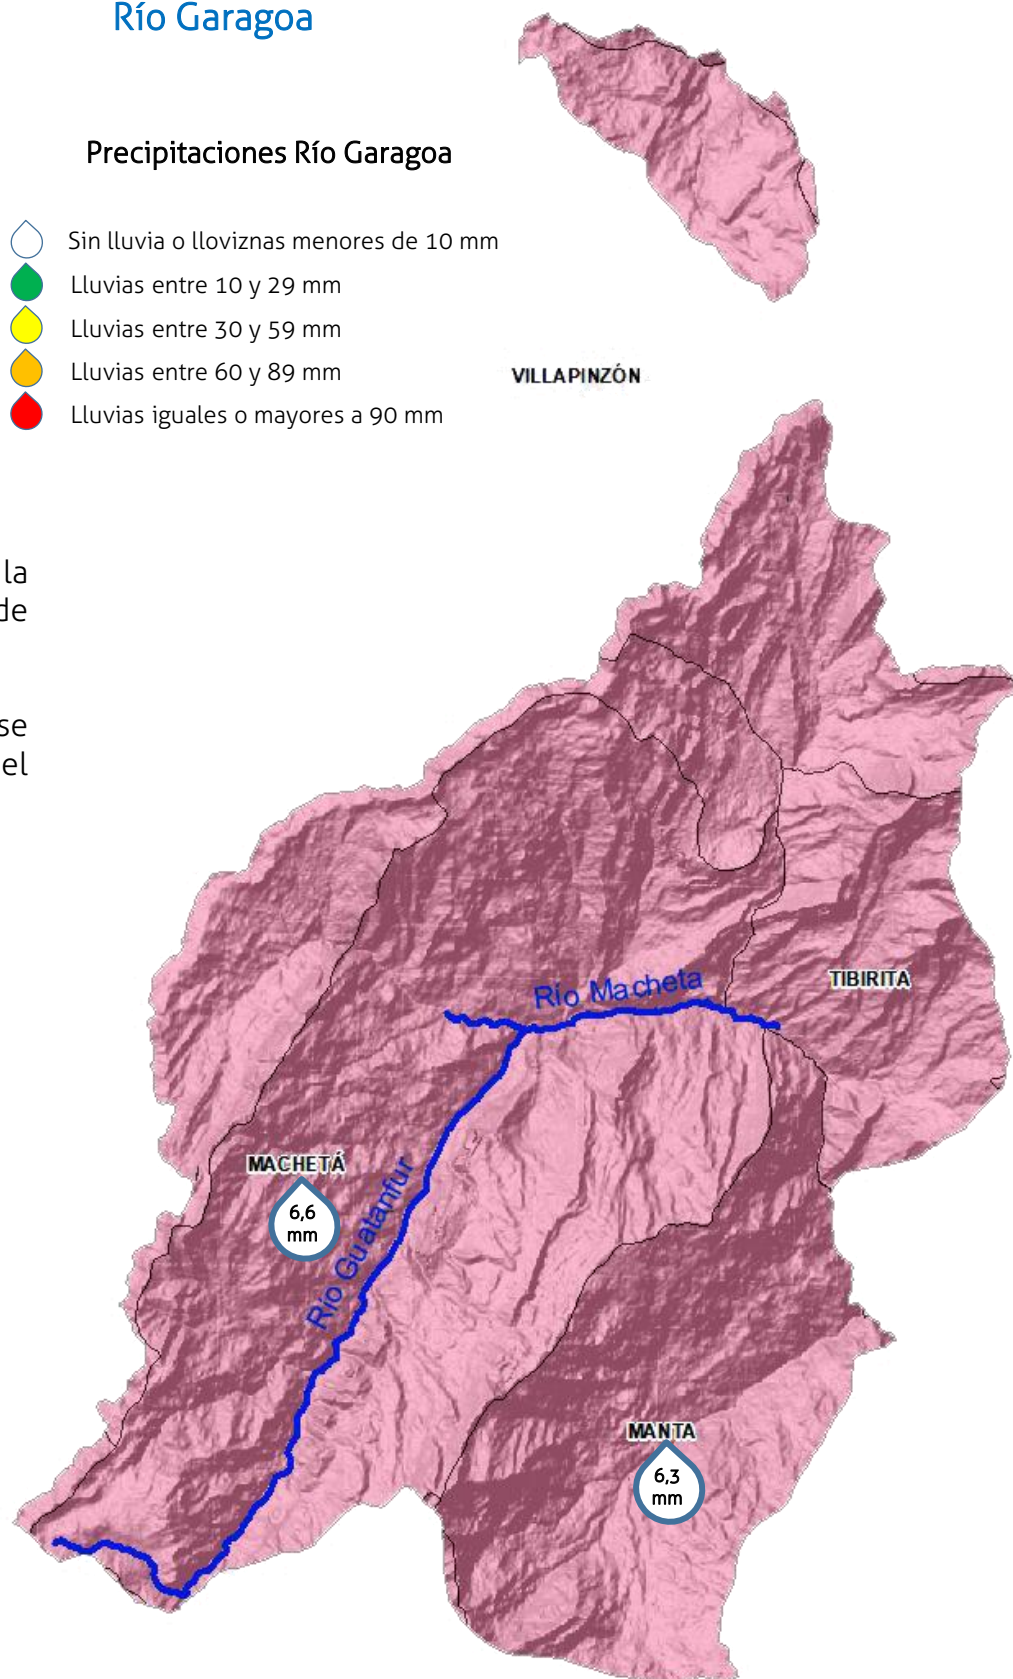 Río Garagoa
Precipitaciones Río Garagoa
Sin lluvia o lloviznas menores de 10 mm
Lluvias entre 10 y 29 mm
Lluvias entre 30 y 59 mm
Lluvias entre 60 y 89 mm
Lluvias iguales o mayores a 90 mm
VILLAPINZÓN
la
de
se
el
Río Macheta
TIBIRITA
MACHETÁ
6,6
mm
Río Guatanfur
MANTA
6,3
mm